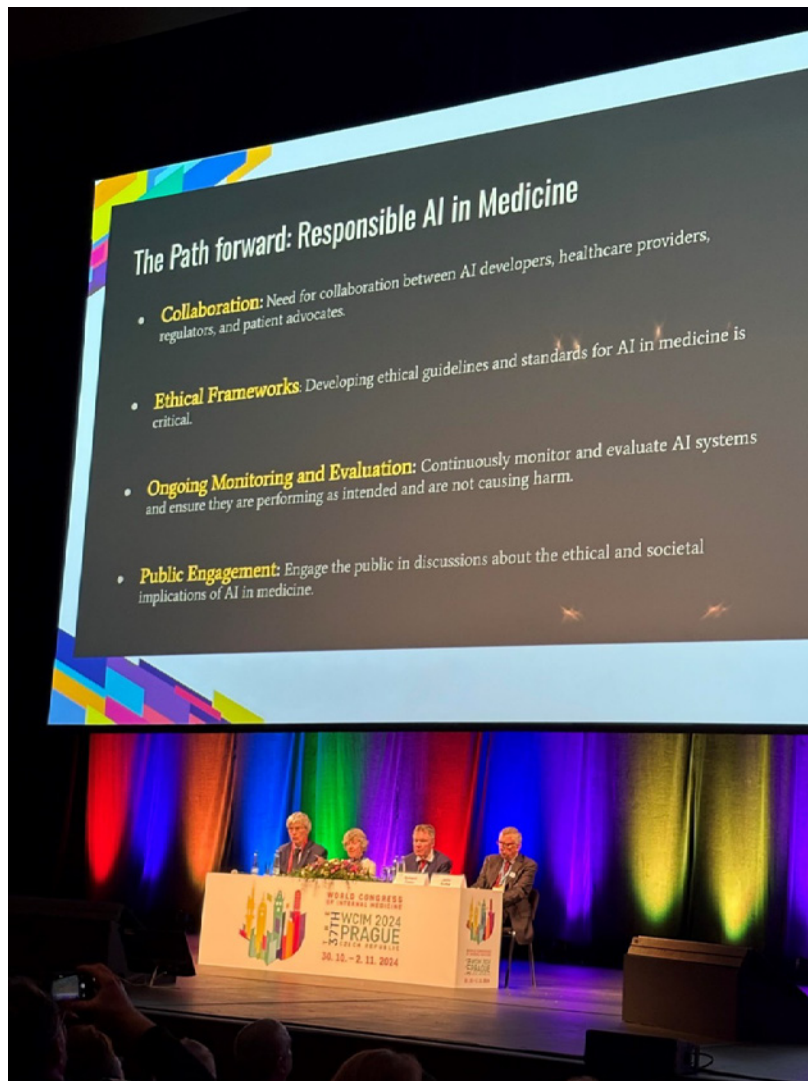 The Path forward: Responsible AI in Medicine
• Collaboration: Need for collaboration between AI developers, healthcare providers,
regulators, and patient advocates.
• Ethical Frameworks: Developing ethical guidelines and standards for AI in medicine is
critical.
• Ongoing Monitoring and Evaluation: Continuously monitor and evaluate AI systems
and ensure they are performing as intended and are not causing harm.
• Public Engagement: Engage the public in discussions about the ethical and societal
implications of AI in medicine.
WORLD CONGRESS
OF INTERNAL MEDICINE
37TH
WCIM 2024
PRAGUE
CZECH REPUBLIC
30. 10. – 2. 11. 2024